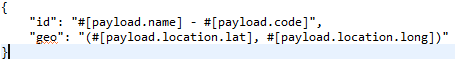 {
"id": "#[payload.name] - #[payload.code]",
"geo": "(#[payload.location.lat], #[payload.location.long])"
}